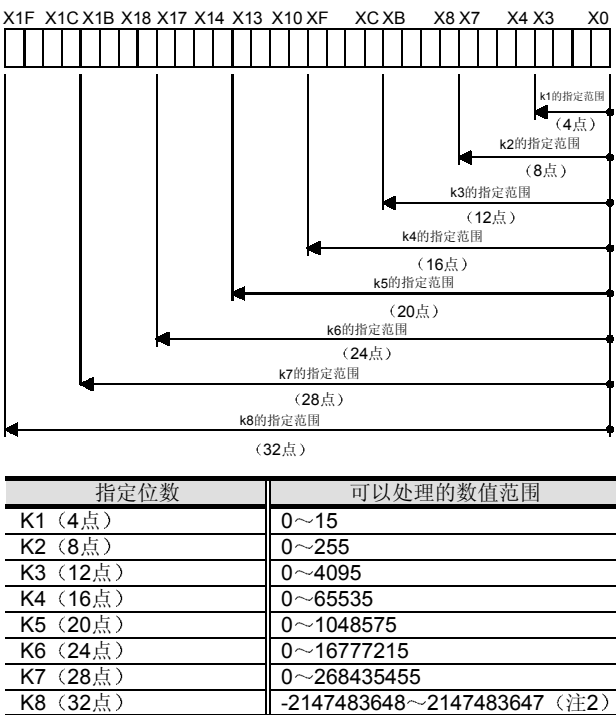 X1F X1C X1B X18 X17 X14 X13 X10 XF XC XB X8 X7 X4 X3 X0
k1的指定范围
（4点）
k2的指定范围
（8点）
k3的指定范围
（12点）
k4的指定范围
（16点）
k5的指定范围
（20点）
k6的指定范围
（24点）
k7的指定范围
（28点）
k8的指定范围
（32点）
指定位数 可以处理的数值范围
K1（4点） 0～15
K2（8点） 0～255
K3（12点） 0～4095
K4（16点） 0～65535
K5（20点） 0～1048575
K6（24点） 0～16777215
K7（28点） 0～268435455
K8（32点） -2147483648～2147483647（注2）